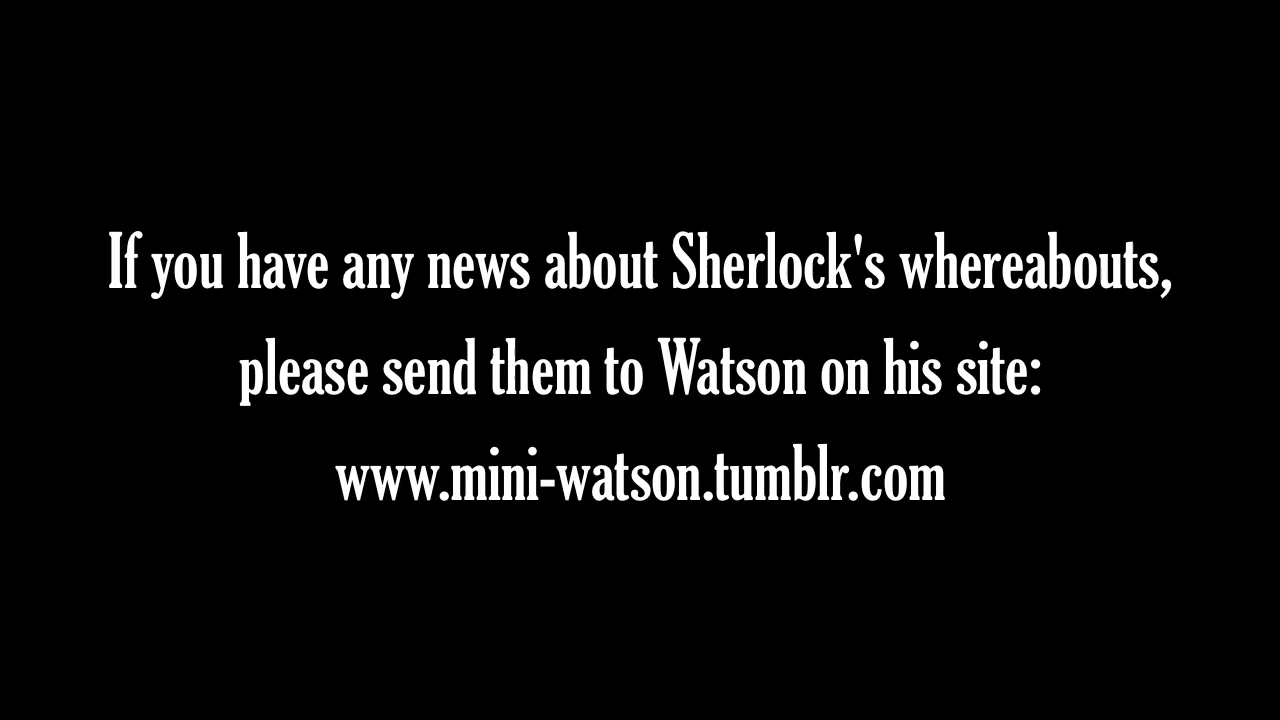 If you have any news about Sherlock's whereabouts,
please send them to Watson on his site:
www.mini-watson.tumblr.com